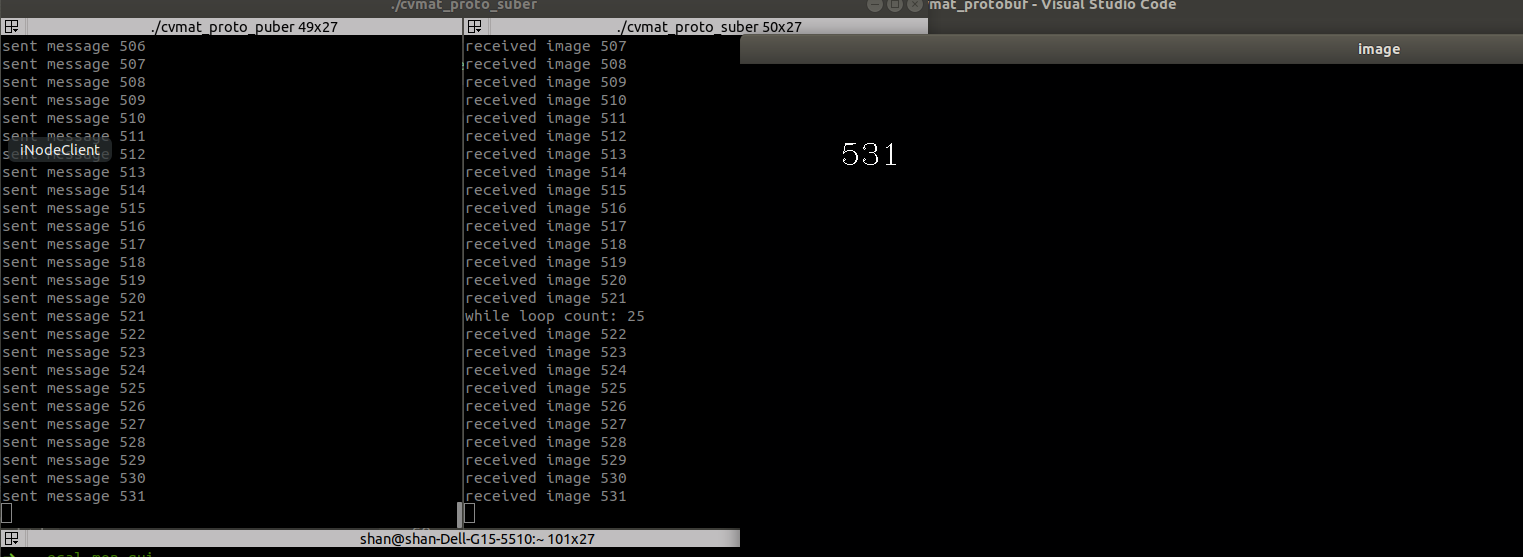 ./cvmat_proto_suber
mat_protobuf - Visual Studio Code
./cvmat_proto_puber 49x27
./cvmat_proto_suber 50x27
image
sent message 506
sent message 507
sent message 508
sent message 509
sent message 510
sent message 511
iNodeClient
sent message 512
sent message 513
sent message 514
sent message 515
sent message 516
sent message 517
sent message 518
sent message 519
sent message 520
sent message 521
sent message 522
sent message 523
sent message 524
sent message 525
sent message 526
sent message 527
sent message 528
sent message 529
sent message 530
sent message 531
received image 507
received image 508
received image 509
received image 510
received image 511
received image 512
received image 513
received image 514
received image 515
received image 516
received image 517
received image 518
received image 519
received image 520
received image 521
while loop count: 25
received image 522
received image 523
received image 524
received image 525
received image 526
received image 527
received image 528
received image 529
received image 530
received image 531
531
shan@shan-Dell-G15-5510:~ 101x27